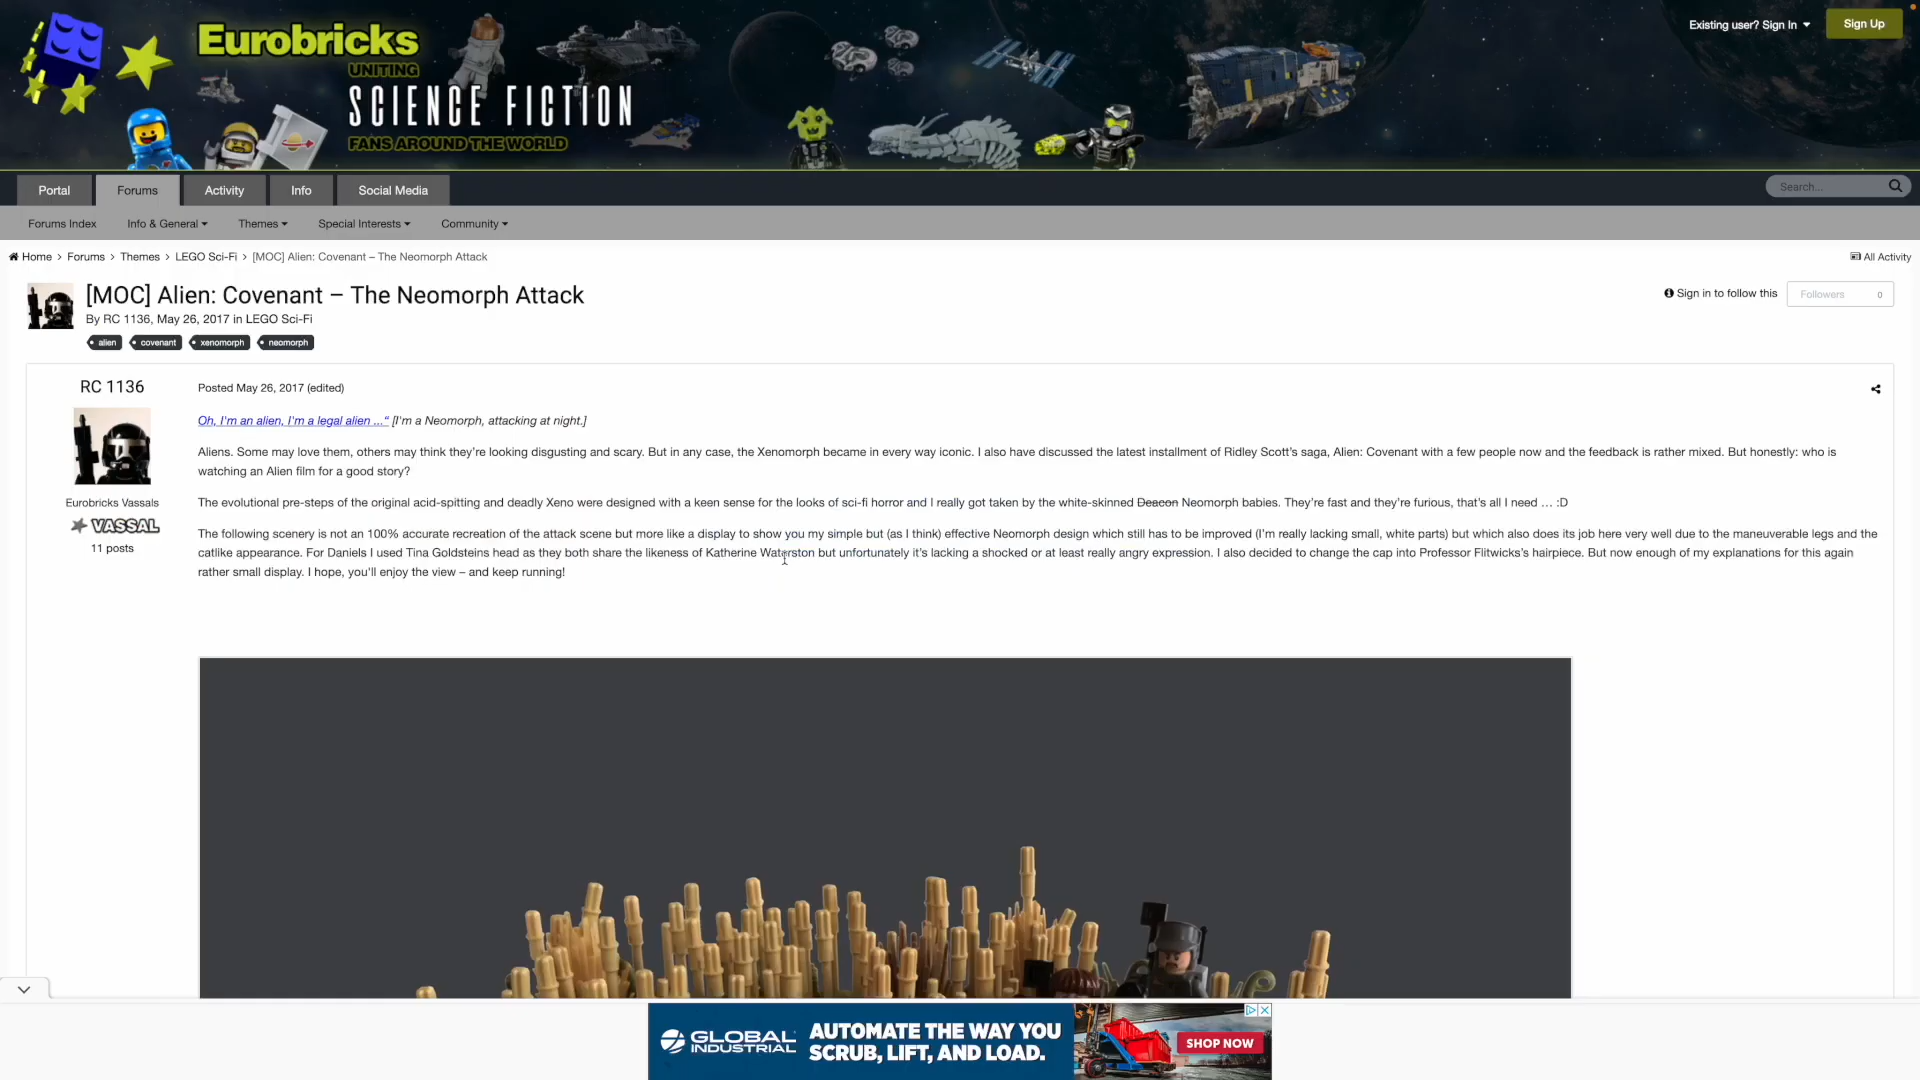 Eurobricks
UNITING
SCIENCE FICTION
FANS AROUND THE WORLD
Existing user? Sign In
Sign Up
Portal
Forums
Activity
Info
Social Media
Search...
Forums Index
Info & General
Themes
Special Interests
Community
Home > Forums > Themes > LEGO Sci-Fi > [MOC] Alien: Covenant – The Neomorph Attack
All Activity
[MOC] Alien: Covenant – The Neomorph Attack
By RC 1136, May 26, 2017 in LEGO Sci-Fi
Sign in to follow this
Followers 0
alien
covenant
xenomorph
neomorph
RC 1136
Eurobricks Vassals
VASSAL
11 posts
Posted May 26, 2017 (edited)
Oh, I'm an alien, I'm a legal alien ...“ [I'm a Neomorph, attacking at night.]
Aliens. Some may love them, others may think they’re looking disgusting and scary. But in any case, the Xenomorph became in every way iconic. I also have discussed the latest installment of Ridley Scott’s saga, Alien: Covenant with a few people now and the feedback is rather mixed. But honestly: who is
watching an Alien film for a good story?
The evolutional pre-steps of the original acid-spitting and deadly Xeno were designed with a keen sense for the looks of sci-fi horror and I really got taken by the white-skinned Deacon Neomorph babies. They’re fast and they’re furious, that’s all I need … :D
The following scenery is not an 100% accurate recreation of the attack scene but more like a display to show you my simple but (as I think) effective Neomorph design which still has to be improved (I’m really lacking small, white parts) but which also does its job here very well due to the maneuverable legs and the
catlike appearance. For Daniels I used Tina Goldsteins head as they both share the likeness of Katherine Waterston but unfortunately it’s lacking a shocked or at least really angry expression. I also decided to change the cap into Professor Flitwicks’s hairpiece. But now enough of my explanations for this again
rather small display. I hope, you’ll enjoy the view – and keep running!
GLOBAL INDUSTRIAL
AUTOMATE THE WAY YOU
SCRUB, LIFT, AND LOAD.
SHOP NOW